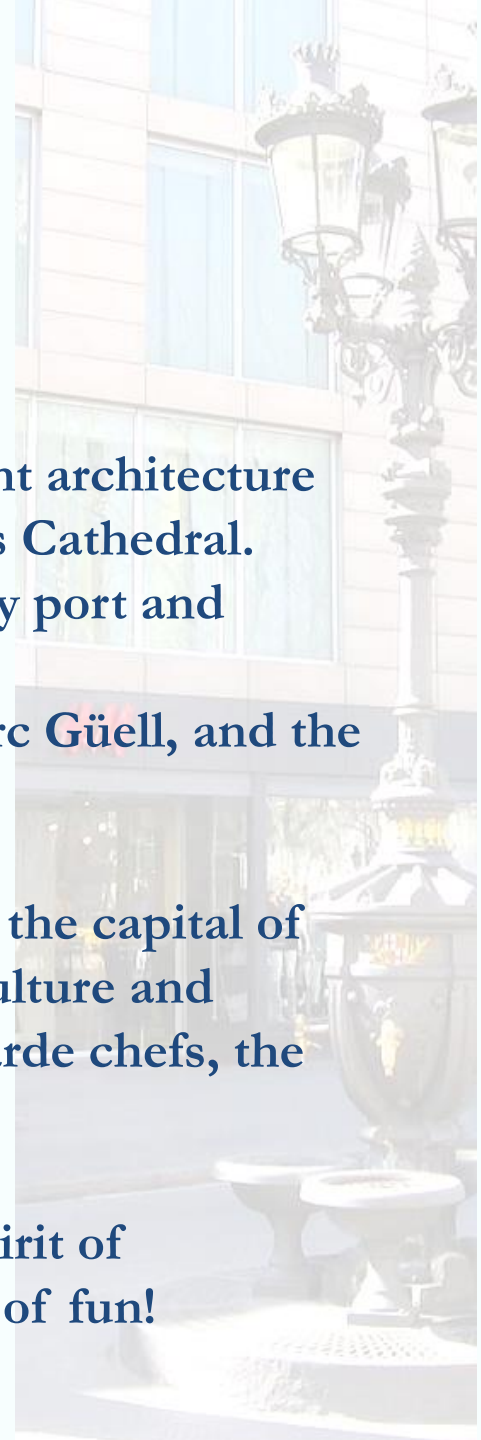 nt architecture
s Cathedral.
y port and
rc Güell, and the
the capital of
ulture and
arde chefs, the
irit of
of fun!